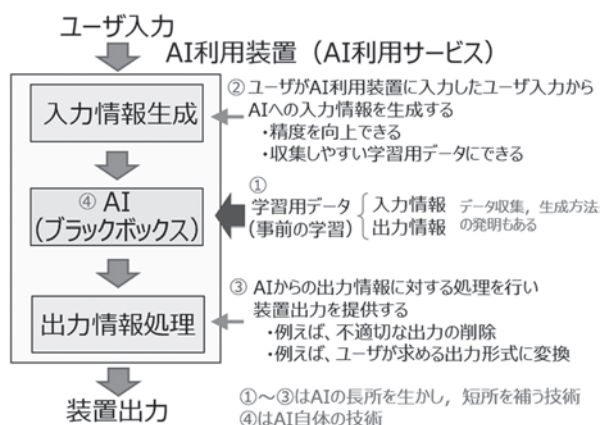 ユーザ入力
AI利用装置（AI利用サービス）
入力情報生成
② ユーザがAI利用装置に入力したユーザ入力から
AIへの入力情報を生成する
・精度を向上できる
・収集しやすい学習用データにできる
④ AI
（ブラックボックス）
①
学習用データ
（事前の学習）
入力情報
出力情報
データ収集，生成方法
の発明もある
出力情報処理
③ AIからの出力情報に対する処理を行い
装置出力を提供する
・例えば、不適切な出力の削除
・例えば、ユーザが求める出力形式に変換
装置出力
①～③はAIの長所を生かし，短所を補う技術
④はAI自体の技術